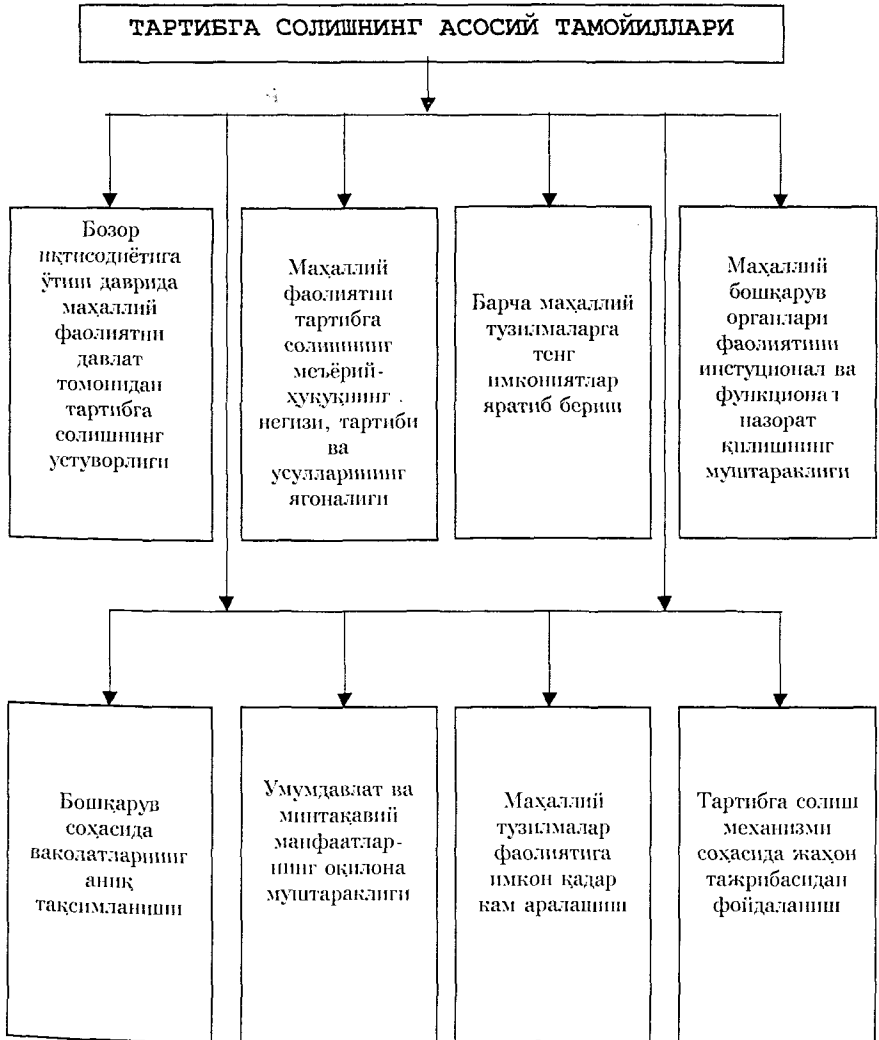 ТАРТИБГА СОЛИШНИНГ АСОСИЙ ТАМОЙИЛЛАРИ
Бозор
иқтисодиётига
ўтиш даврида
маҳаллий
фаолиятни
давлат
томонидан
тартибга
солишнинг
устуворлиги
Маҳаллий
фаолиятни
тартибга
солишнинг
меъёрий-
ҳуқуқнинг
негизи, тартиби
ва
усулларининг
ягоналиги
Барча маҳаллий
тузилмаларга
тенг
имкониятлар
яратиб бериш
Маҳаллий
бошқарув
органлари
фаолиятини
инстуционал ва
функционал
назорат
қилишнинг
муштараклиги
Бошқарув
соҳасида
ваколатларнинг
аниқ
тақсимланиши
Умумдавлат ва
минтақавий
манфаатлар-
нинг оқилона
муштараклиги
Маҳаллий
тузилмалар
фаолиятига
имкон қадар
кам аралашиш
Тартибга солиш
механизми
соҳасида жаҳон
тажрибасидан
фойдаланиш